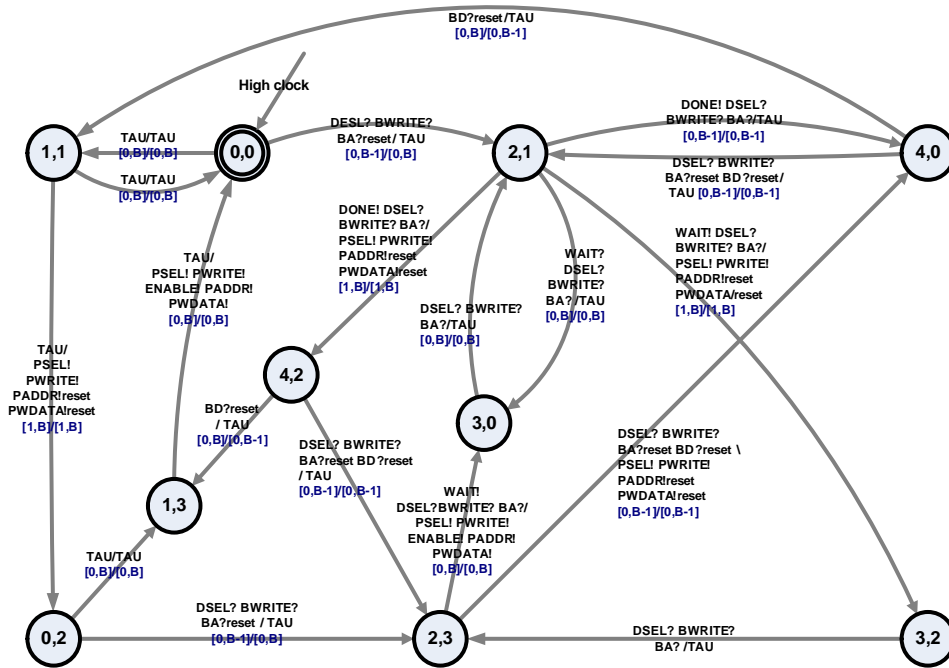 BD?reset/TAU
[0,B]/[0,B-1]
High clock
DESL? BWRITE?
BA?reset/ TAU
[0,B-1]/[0,B]
DONE! DSEL?
BWRITE? BA?/TAU
[0,B-1]/[0,B-1]
TAU/TAU
[0,B]/[0,B]
1,1
0,0
2,1
4,0
TAU/TAU
[0,B]/[0,B]
DSEL? BWRITE?
BA?reset BD?reset/
TAU [0,B-1]/[0,B-1]
DONE! DSEL?
BWRITE? BA?/
PSEL! PWRITE!
PADDR!reset
PWDATA!reset
[1,B]/[1,B]
WAIT?
DSEL?
BWRITE?
BA?/TAU
[0,B]/[0,B]
WAIT! DSEL?
BWRITE? BA?/
PSEL! PWRITE!
PADDR!reset
PWDATA/reset
[1,B]/[1,B]
TAU/
PSEL! PWRITE!
ENABLE! PADDR!
PWDATA!
[0,B]/[0,B]
DSEL? BWRITE?
BA?/TAU
[0,B]/[0,B]
TAU/
PSEL!
PWRITE!
PADDR!reset
PWDATA!reset
[1,B]/[1,B]
4,2
3,0
BD?reset
/ TAU
[0,B]/[0,B-1]
DSEL? BWRITE?
BA?reset BD?reset
/ TAU
[0,B-1]/[0,B-1]
DSEL? BWRITE?
BA?reset BD?reset \
PSEL! PWRITE!
PADDR!reset
PWDATA!reset
[0,B-1]/[0,B-1]
WAIT!
DSEL?BWRITE? BA?/
PSEL! PWRITE!
ENABLE! PADDR!
PWDATA!
[0,B]/[0,B]
1,3
TAU/TAU
[0,B]/[0,B]
DSEL? BWRITE?
BA?reset / TAU
[0,B-1]/[0,B]
0,2
2,3
DSEL? BWRITE?
BA? /TAU
3,2